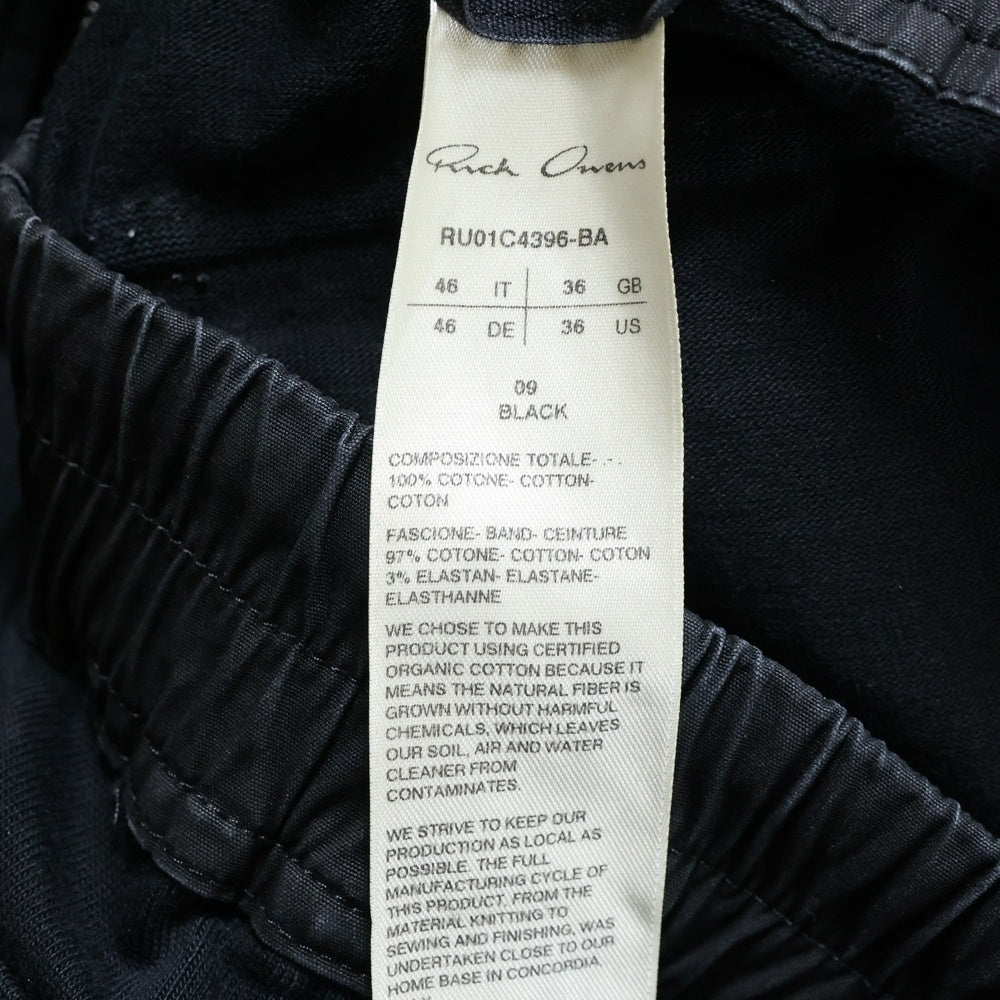 Rick Owens
RU01C4396-BA
46 IT 36 GB
46 DE 36 US
09
BLACK
COMPOSIZIONE TOTALE- .- .
100% COTONE- COTTON-
COTON
FASCIONE- BAND- CEINTURE
97% COTONE- COTTON- COTON
3% ELASTAN- ELASTANE-
ELASTHANNE
WE CHOSE TO MAKE THIS
PRODUCT USING CERTIFIED
ORGANIC COTTON BECAUSE IT
MEANS THE NATURAL FIBER IS
GROWN WITHOUT HARMFUL
CHEMICALS, WHICH LEAVES
OUR SOIL, AIR AND WATER
CLEANER FROM
CONTAMINATES.
WE STRIVE TO KEEP OUR
PRODUCTION AS LOCAL AS
POSSIBLE. THE FULL
MANUFACTURING CYCLE OF
THIS PRODUCT, FROM THE
MATERIAL KNITTING TO
SEWING AND FINISHING, WAS
UNDERTAKEN CLOSE TO OUR
HOME BASE IN CONCORDIA,